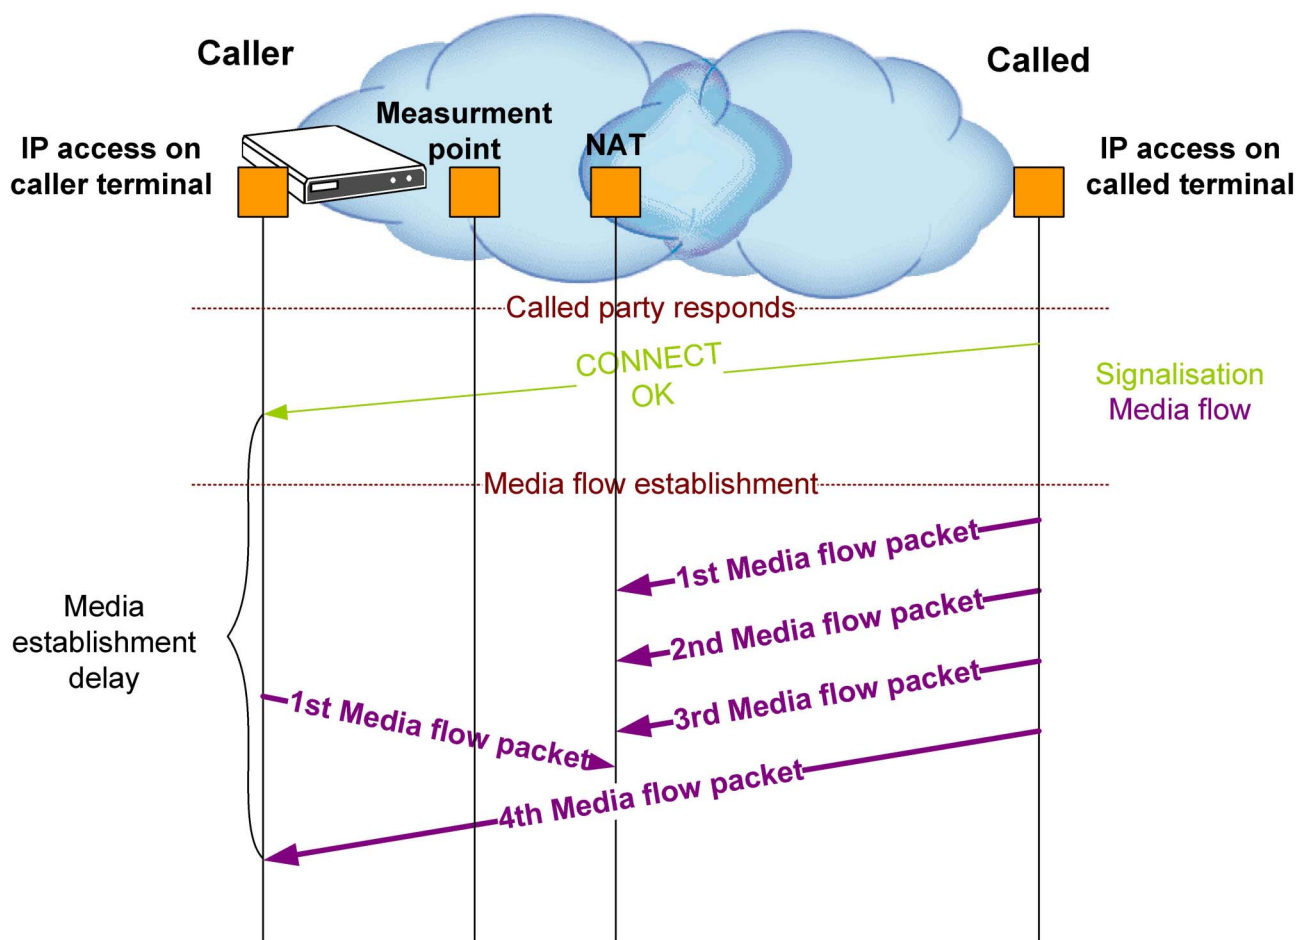 Caller
Called
Measurment
point
NAT
IP access on
caller terminal
IP access on
called terminal
Called party responds
CONNECT
OK
Signalisation
Media flow
Media flow establishment
1st Media flow packet
2nd Media flow packet
3rd Media flow packet
Media
establishment
delay
1st Media flow packet
4th Media flow packet